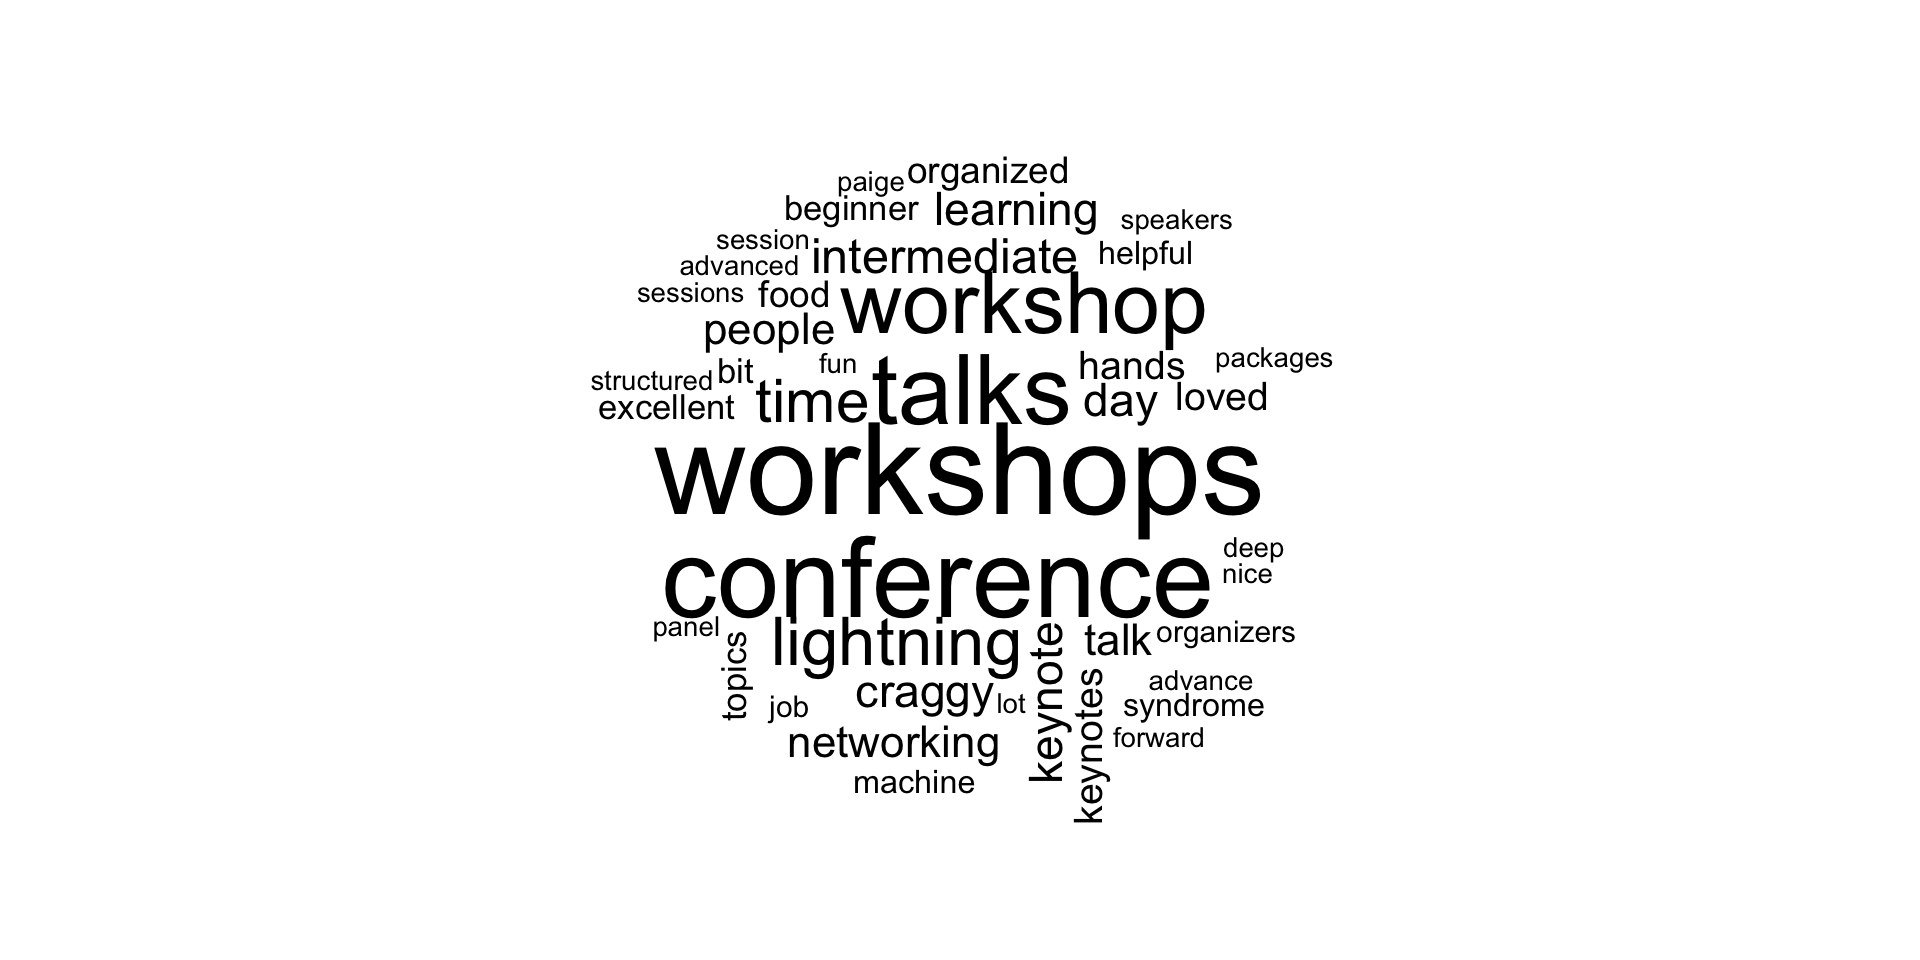 paige organized
beginner learning speakers
session intermediate helpful
advanced
sessions food workshop
people
structured bit fun talks hands packages
excellent time day loved
workshops
conference deep
nice
panel lightning keynote talk organizers
topics job craggy lot keynotes advance
syndrome
networking forward
machine